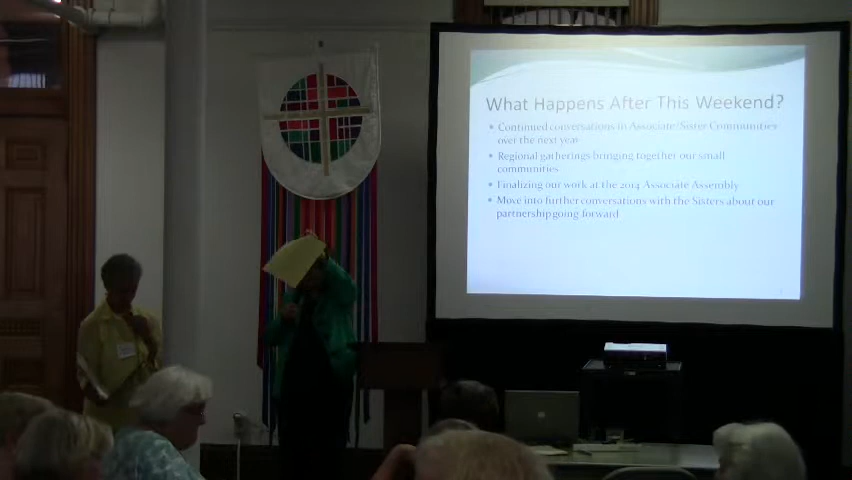 What Happens After This Weekend?
• Continued conversations in Associate/Sister Communities
over the next year
• Regional gatherings bringing together our small
communities
• Finalizing our work at the 2014 Associate Assembly
• Move into further conversations with the Sisters about our
partnership going forward